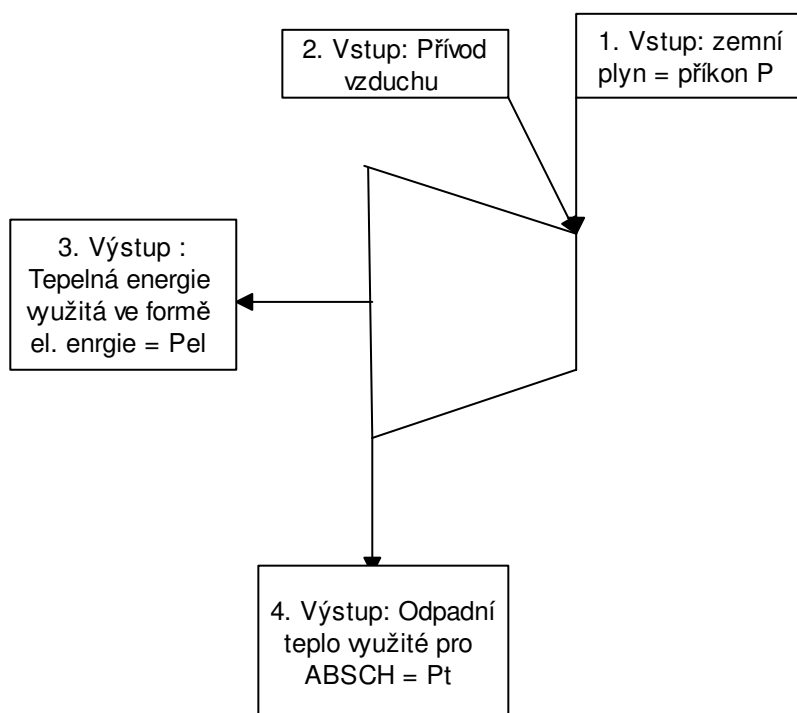 2. Vstup: Přívod
vzduchu
1. Vstup: zemní
plyn = příkon P
3. Výstup :
Tepelná energie
využitá ve formě
el. enrgie = Pel
4. Výstup: Odpadní
teplo využité pro
ABSCH = Pt